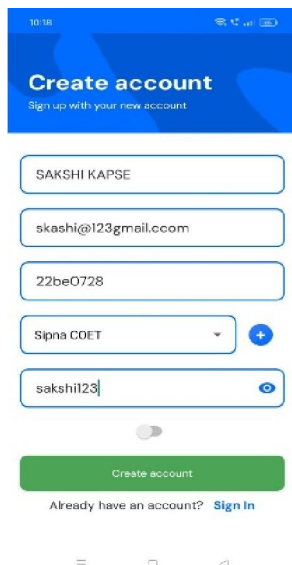 10:18
Create account
Sign up with your new account
SAKSHI KAPSE
skashi@123gmail.ccom
22be0728
Sipna COET
sakshi123
Create account
Already have an account? Sign In